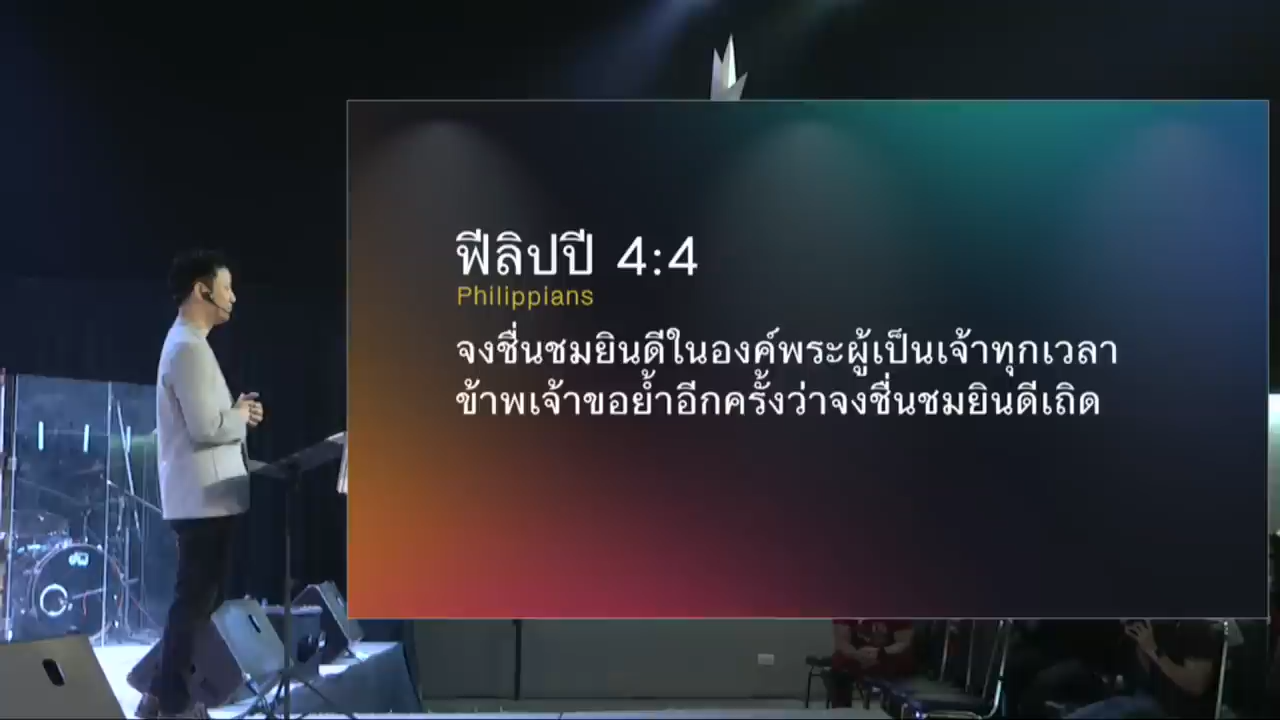 ฟีลิปปี 4:4
Philippians
จงชื่นชมยินดีในองค์พระผู้เป็นเจ้าทุกเวลา
ข้าพเจ้าขอย้ำอีกครั้งว่าจงชื่นชมยินดีเถิด
dw